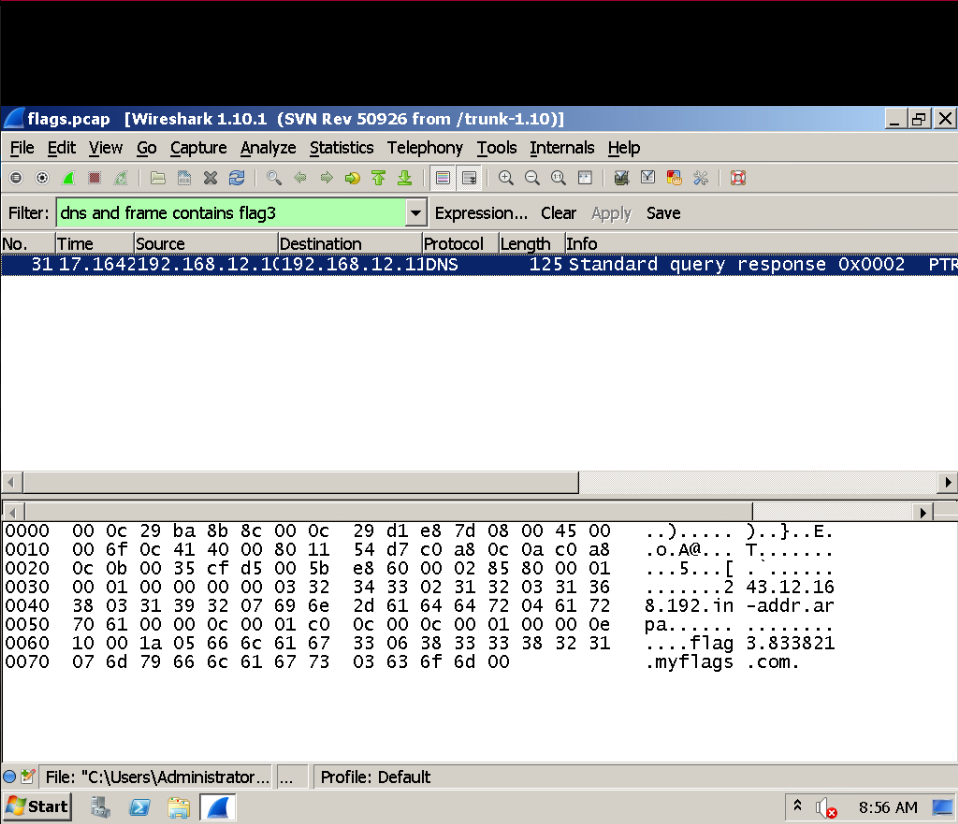 flags.pcap [Wireshark 1.10.1 (SVN Rev 50926 from /trunk-1.10)]
File Edit View Go Capture Analyze Statistics Telephony Tools Internals Help
Filter: dns and frame contains flag3 Expression... Clear Apply Save
No. Time Source Destination Protocol Length Info
31 17.1642 192.168.12.1( 192.168.12.1] DNS 125 Standard query response 0x0002 PTR
0000 00 0c 29 ba 8b 8c 00 0c 29 d1 e8 7d 08 00 45 00 ..)..... )..}..E.
0010 00 6f 0c 41 40 00 80 11 54 d7 c0 a8 0c 0a c0 a8 .o.A@... T.......
0020 0c 0b 00 35 cf d5 00 5b e8 60 00 02 85 80 00 01 ...5...[ .`......
0030 00 01 00 00 00 00 03 32 34 33 02 31 32 03 31 36 .......2 43.12.16
0040 38 03 31 39 32 07 69 6e 2d 61 64 64 72 04 61 72 8.192.in -addr.ar
0050 70 61 00 00 0c 00 01 c0 0c 00 0c 00 01 00 00 0e pa...... ........
0060 10 00 1a 05 66 6c 61 67 33 06 38 33 33 38 32 31 ....flag 3.833821
0070 07 6d 79 66 6c 61 67 73 03 63 6f 6d 00 .myflags .com.
File: "C:\Users\Administrator... ... Profile: Default
Start 8:56 AM